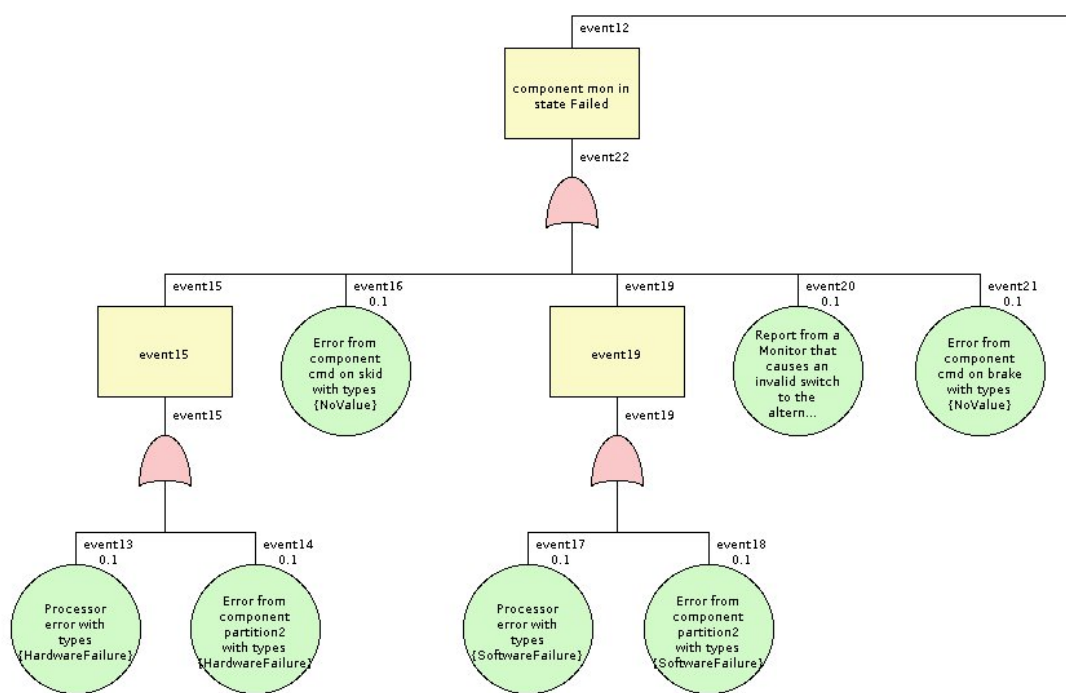 event12
component mon in
state Failed
event22
event15
event16
0.1
event19
event20
0.1
event21
0.1
event15
Error from
component
cmd on skid
with types
{NoValue}
event19
Report from a
Monitor that
causes an
invalid switch
to the
altern...
Error from
component
cmd on brake
with types
{NoValue}
event15
event19
event13
0.1
event14
0.1
event17
0.1
event18
0.1
Processor
error with
types
{HardwareFailure}
Error from
component
partition2
with types
{HardwareFailure}
Processor
error with
types
{SoftwareFailure}
Error from
component
partition2
with types
{SoftwareFailure}